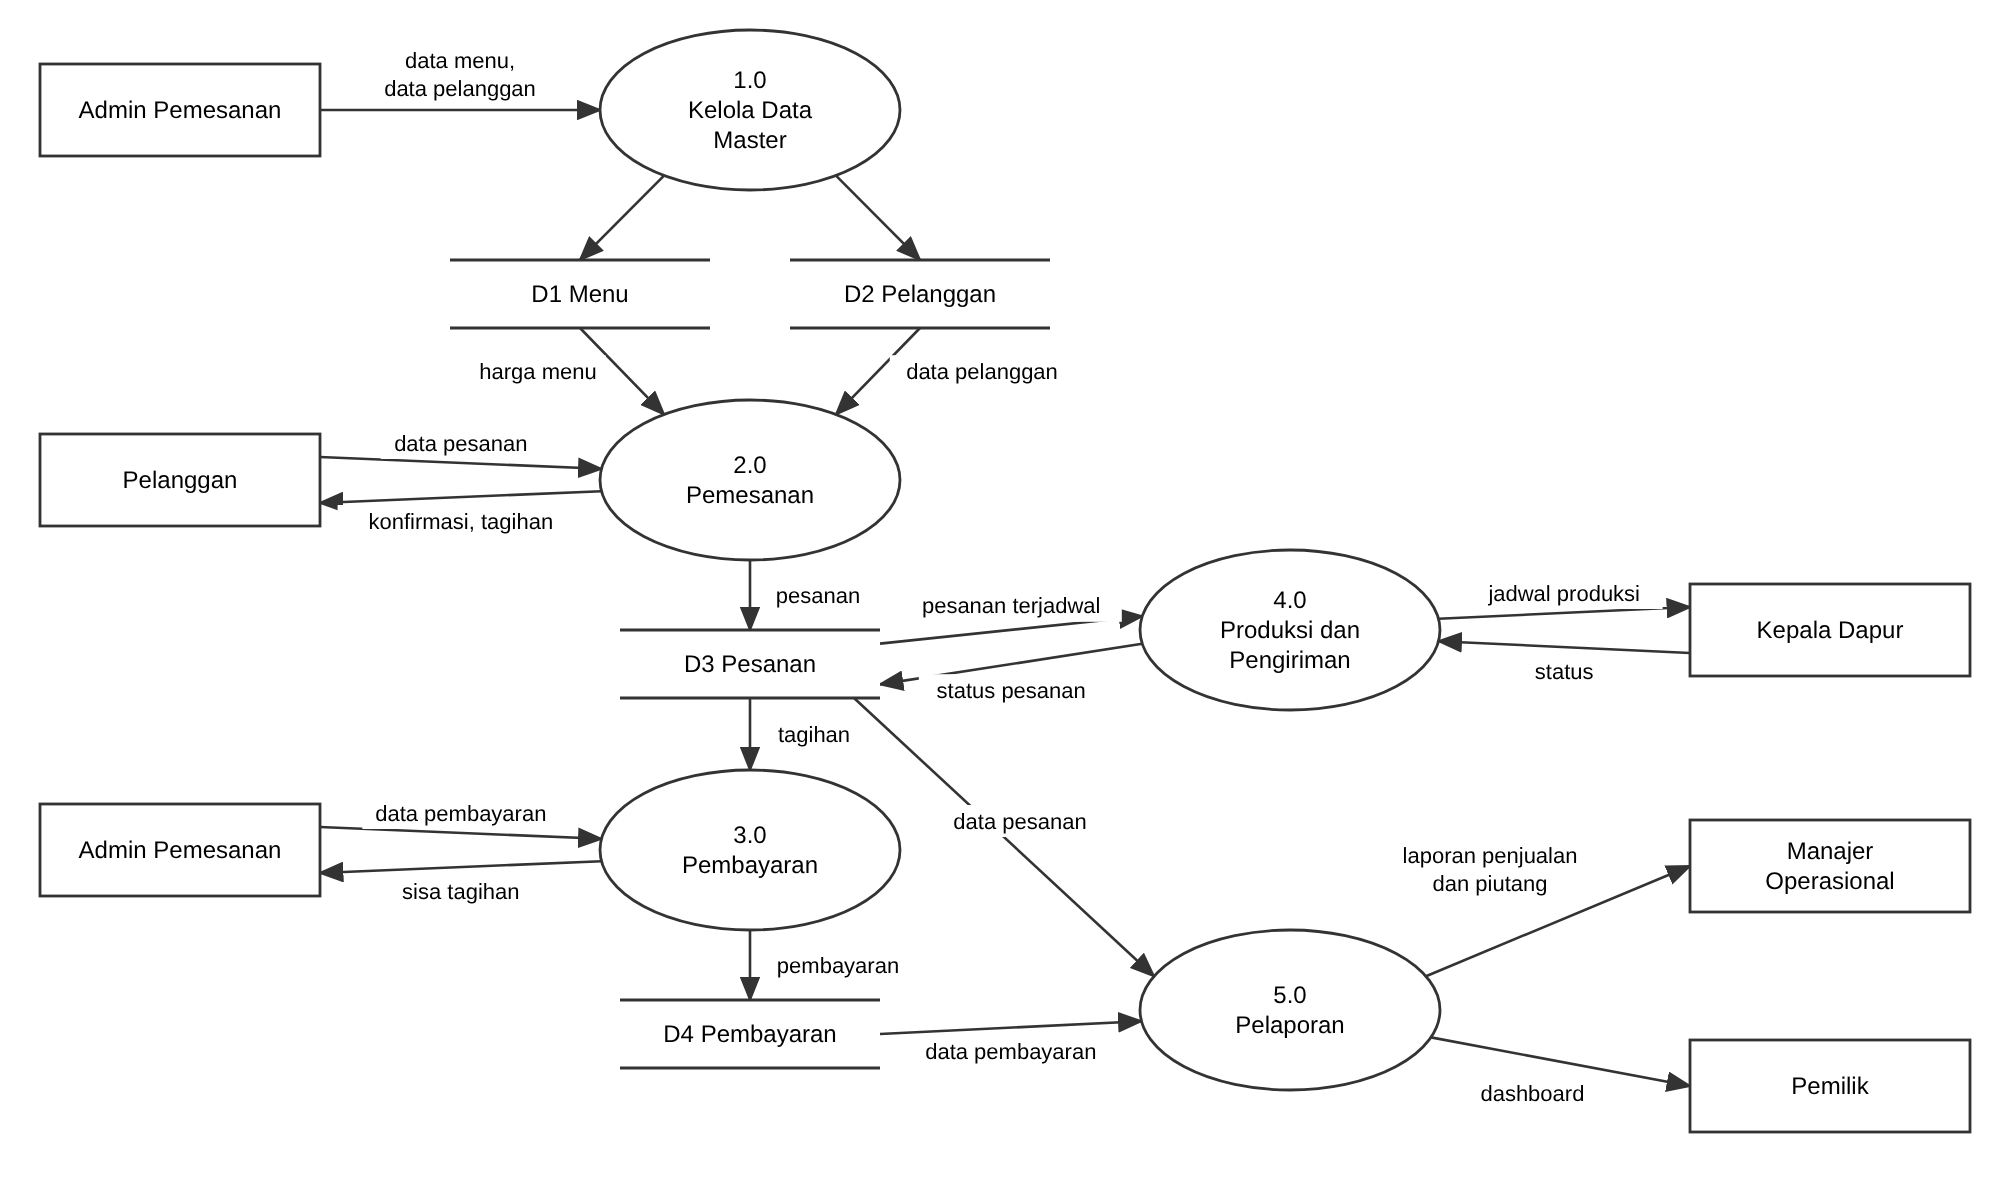 data menu,
data pelanggan
Admin Pemesanan
1.0
Kelola Data
Master
D1 Menu
D2 Pelanggan
harga menu
data pelanggan
Pelanggan
data pesanan
konfirmasi, tagihan
2.0
Pemesanan
pesanan
D3 Pesanan
pesanan terjadwal
status pesanan
4.0
Produksi dan
Pengiriman
jadwal produksi
status
Kepala Dapur
tagihan
Admin Pemesanan
data pembayaran
sisa tagihan
3.0
Pembayaran
data pesanan
laporan penjualan
dan piutang
Manajer
Operasional
pembayaran
D4 Pembayaran
data pembayaran
5.0
Pelaporan
dashboard
Pemilik